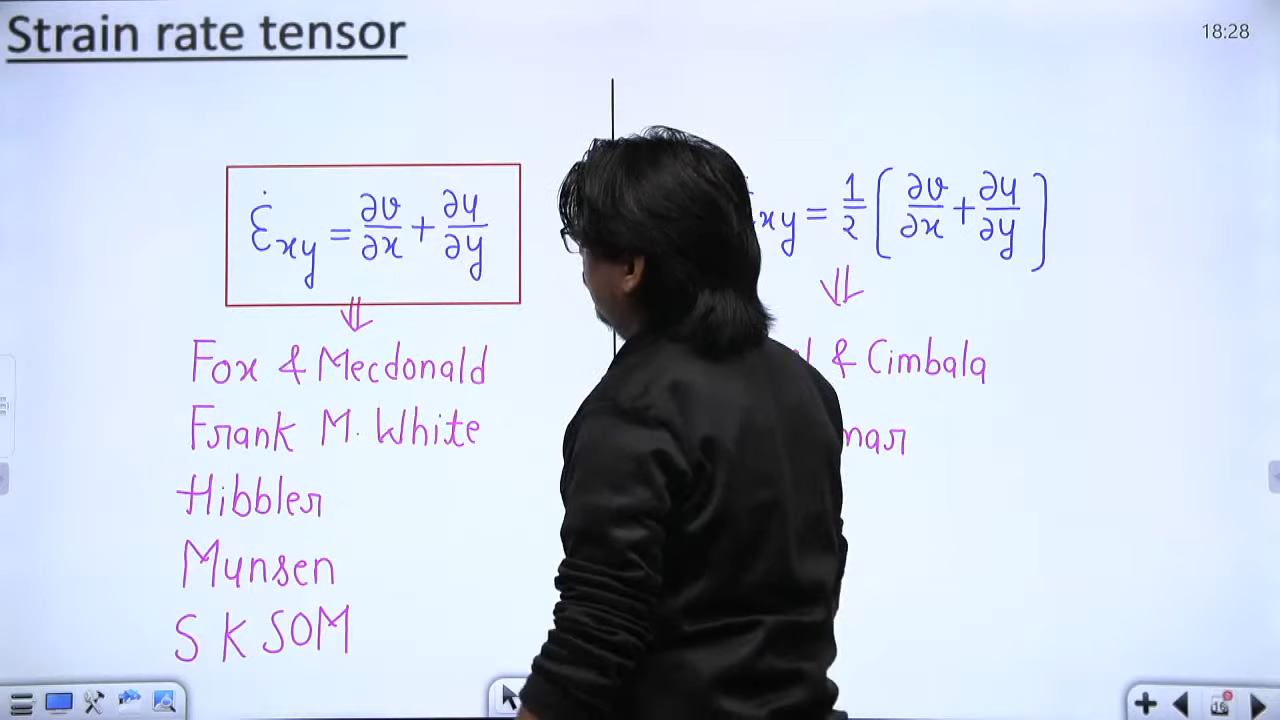 Strain rate tensor
18:28
ε̇xy = ∂v/∂x + ∂u/∂y
xy = 1/2 [ ∂v/∂x + ∂u/∂y ]
Fox & Mecdonald
Frank M. White
Hibbler
Munsen
S K SOM
& Cimbala